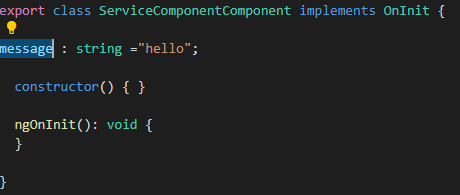 export class ServiceComponentComponent implements OnInit {
message : string ="hello";
constructor() { }
ngOnInit(): void {
}
}